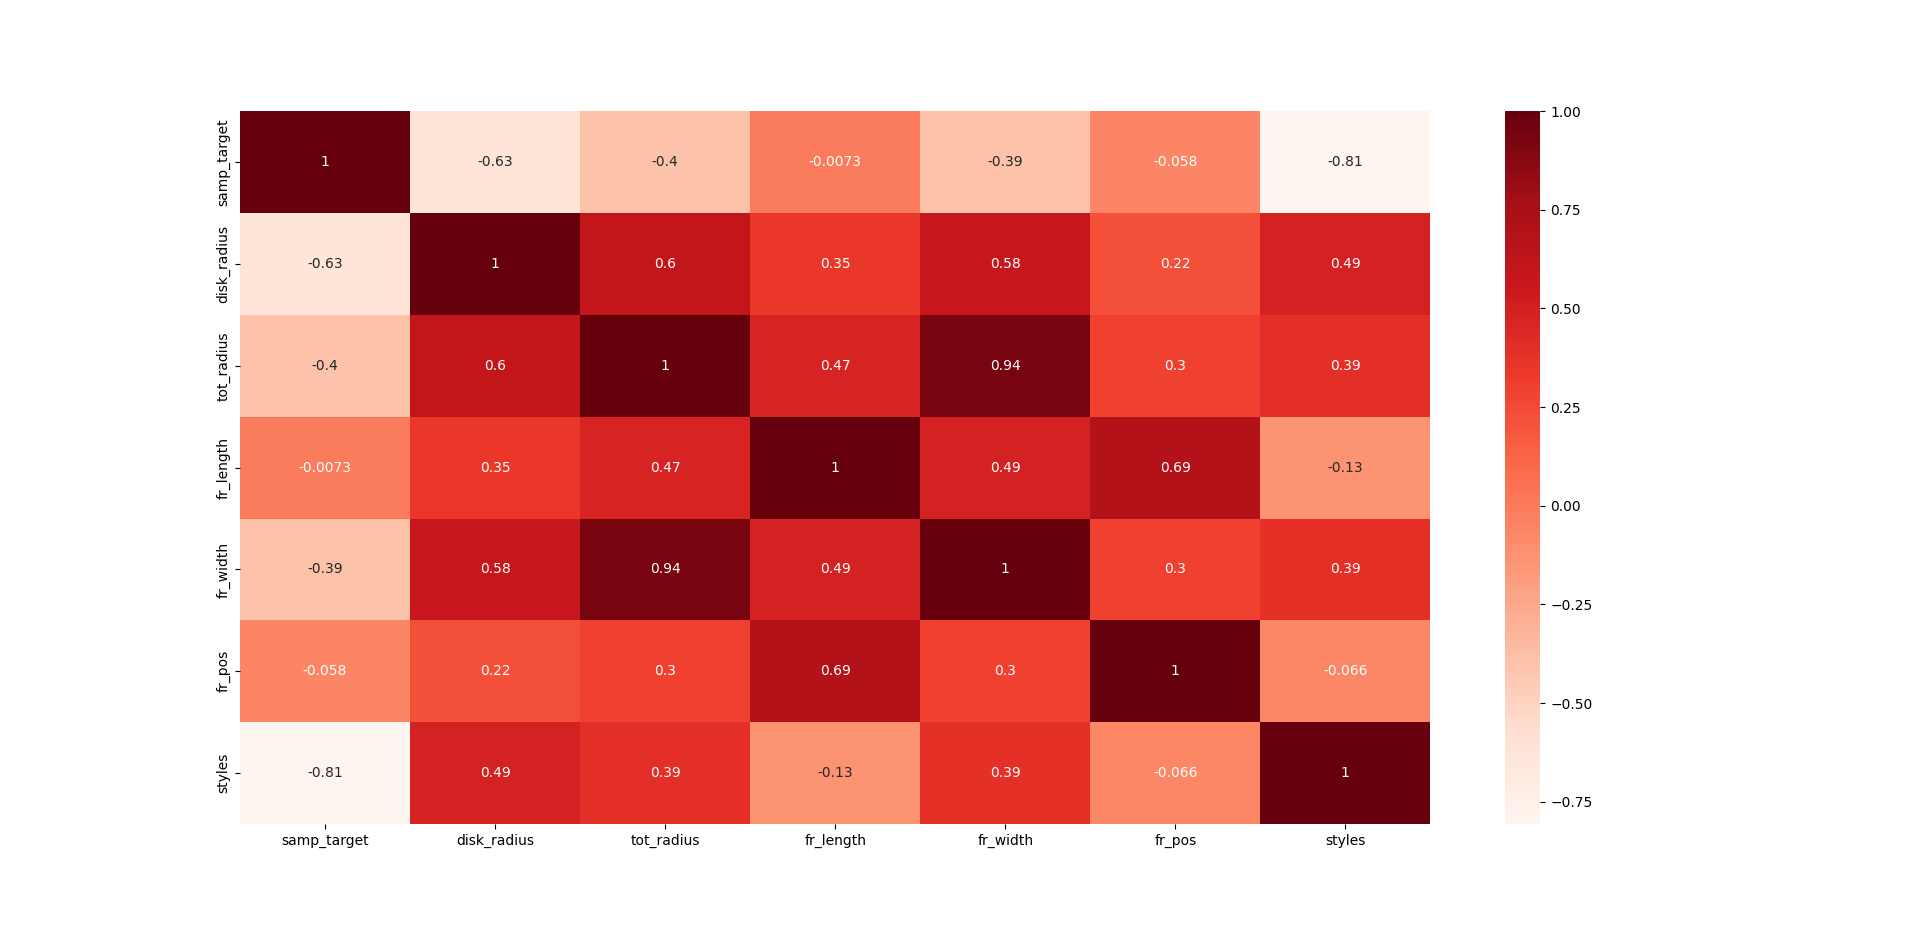 samp_target 1 -0.63 -0.4 -0.0073 -0.39 -0.058 -0.81
disk_radius -0.63 1 0.6 0.35 0.58 0.22 0.49
tot_radius -0.4 0.6 1 0.47 0.94 0.3 0.39
fr_length -0.0073 0.35 0.47 1 0.49 0.69 -0.13
fr_width -0.39 0.58 0.94 0.49 1 0.3 0.39
fr_pos -0.058 0.22 0.3 0.69 0.3 1 -0.066
styles -0.81 0.49 0.39 -0.13 0.39 -0.066 1
samp_target disk_radius tot_radius fr_length fr_width fr_pos styles
1.00
0.75
0.50
0.25
0.00
−0.25
−0.50
−0.75